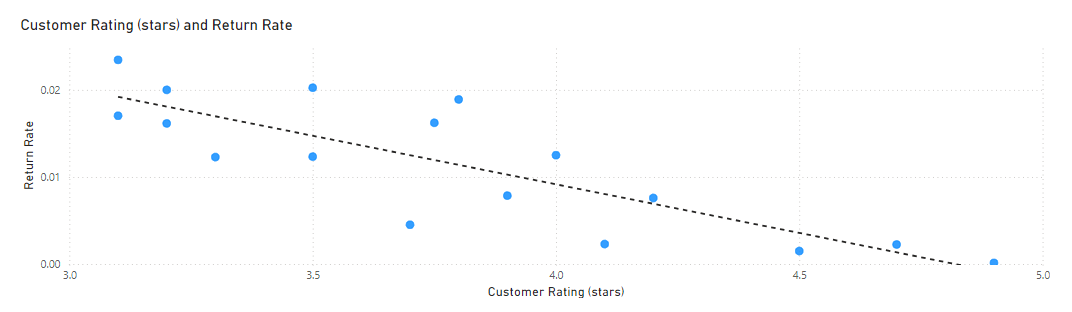 Customer Rating (stars) and Return Rate
0.02
0.01
0.00
Return Rate
3.0 3.5 4.0 4.5 5.0
Customer Rating (stars)